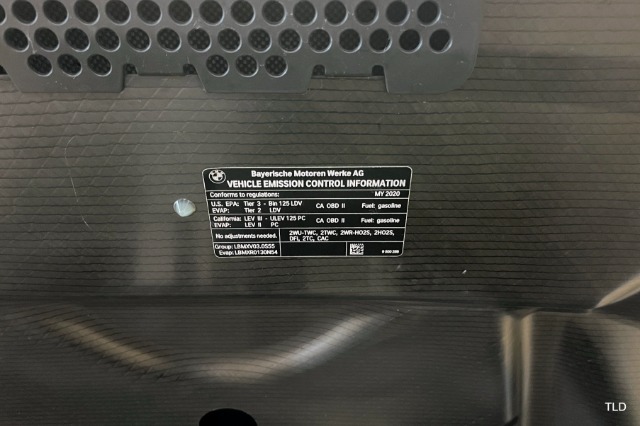 Bayerische Motoren Werke AG
VEHICLE EMISSION CONTROL INFORMATION
Conforms to regulations: MY 2020
U.S. EPA: Tier 3 - Bin 125 LDV CA OBD II Fuel: gasoline
EVAP: Tier 2 LDV
California: LEV III - ULEV 125 PC CA OBD II Fuel: gasoline
EVAP: LEV II PC
No adjustments needed. 2WU-TWC, 2TWC, 2WR-HO2S, 2HO2S,
DFI, 2TC, CAC
Group: LBMXV03.0S55
Evap: LBMXR0130N54
TLD